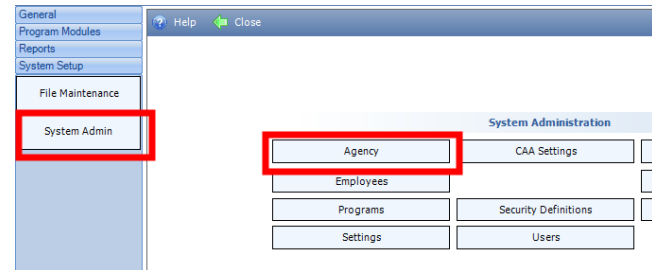 General
Program Modules
Reports
System Setup
File Maintenance
System Admin
Help Close
System Administration
Agency CAA Settings
Employees
Programs Security Definitions
Settings Users